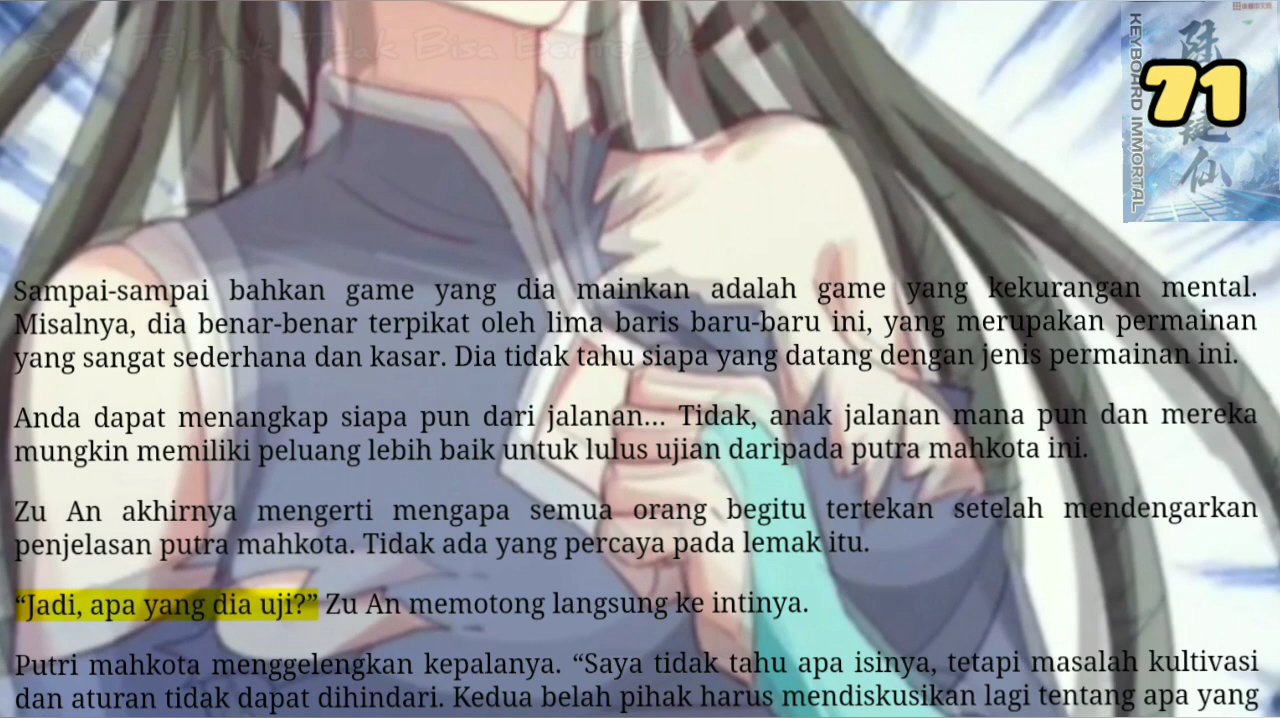 Satu Telapak Tidak Bisa Bertepuk
KEYBOARD IMMORTAL
71
仙
Sampai-sampai bahkan game yang dia mainkan adalah game yang kekurangan mental.
Misalnya, dia benar-benar terpikat oleh lima baris baru-baru ini, yang merupakan permainan
yang sangat sederhana dan kasar. Dia tidak tahu siapa yang datang dengan jenis permainan ini.
Anda dapat menangkap siapa pun dari jalanan... Tidak, anak jalanan mana pun dan mereka
mungkin memiliki peluang lebih baik untuk lulus ujian daripada putra mahkota ini.
Zu An akhirnya mengerti mengapa semua orang begitu tertekan setelah mendengarkan
penjelasan putra mahkota. Tidak ada yang percaya pada lemak itu.
“Jadi, apa yang dia uji?” Zu An memotong langsung ke intinya.
Putri mahkota menggelengkan kepalanya. “Saya tidak tahu apa isinya, tetapi masalah kultivasi
dan aturan tidak dapat dihindari. Kedua belah pihak harus mendiskusikan lagi tentang apa yang